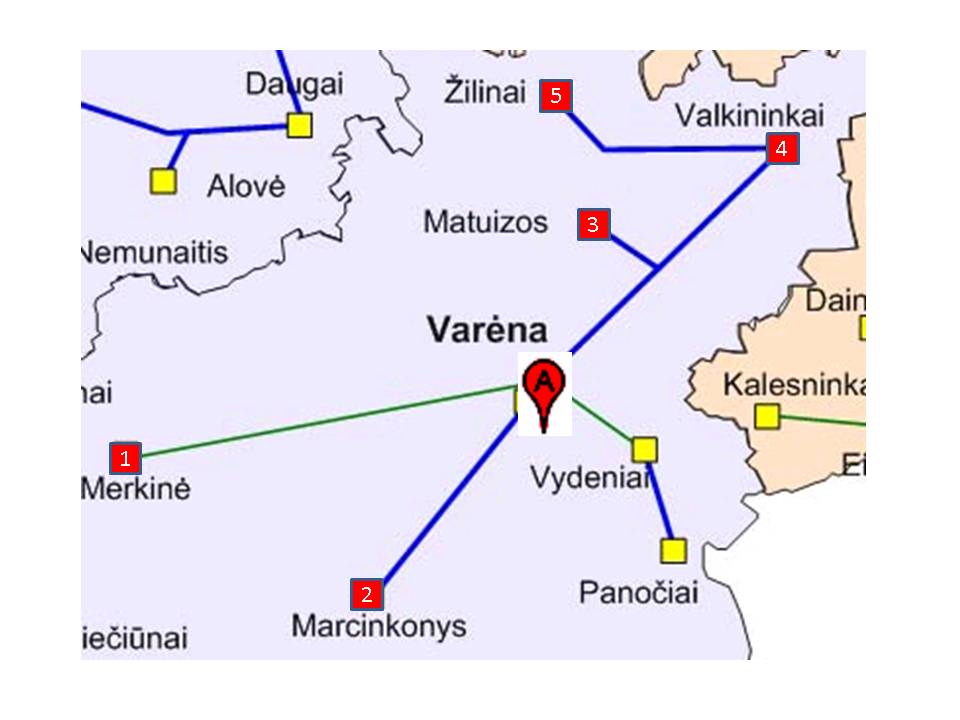 Daugai
Žilinai
5
Valkininkai
4
Alovė
Matuizos
3
Nemunaitis
Dain
Varėna
A
nai
Kalesninka
1
Merkinė
Vydeniai
Ei
2
Marcinkonys
Panočiai
iečiūnai